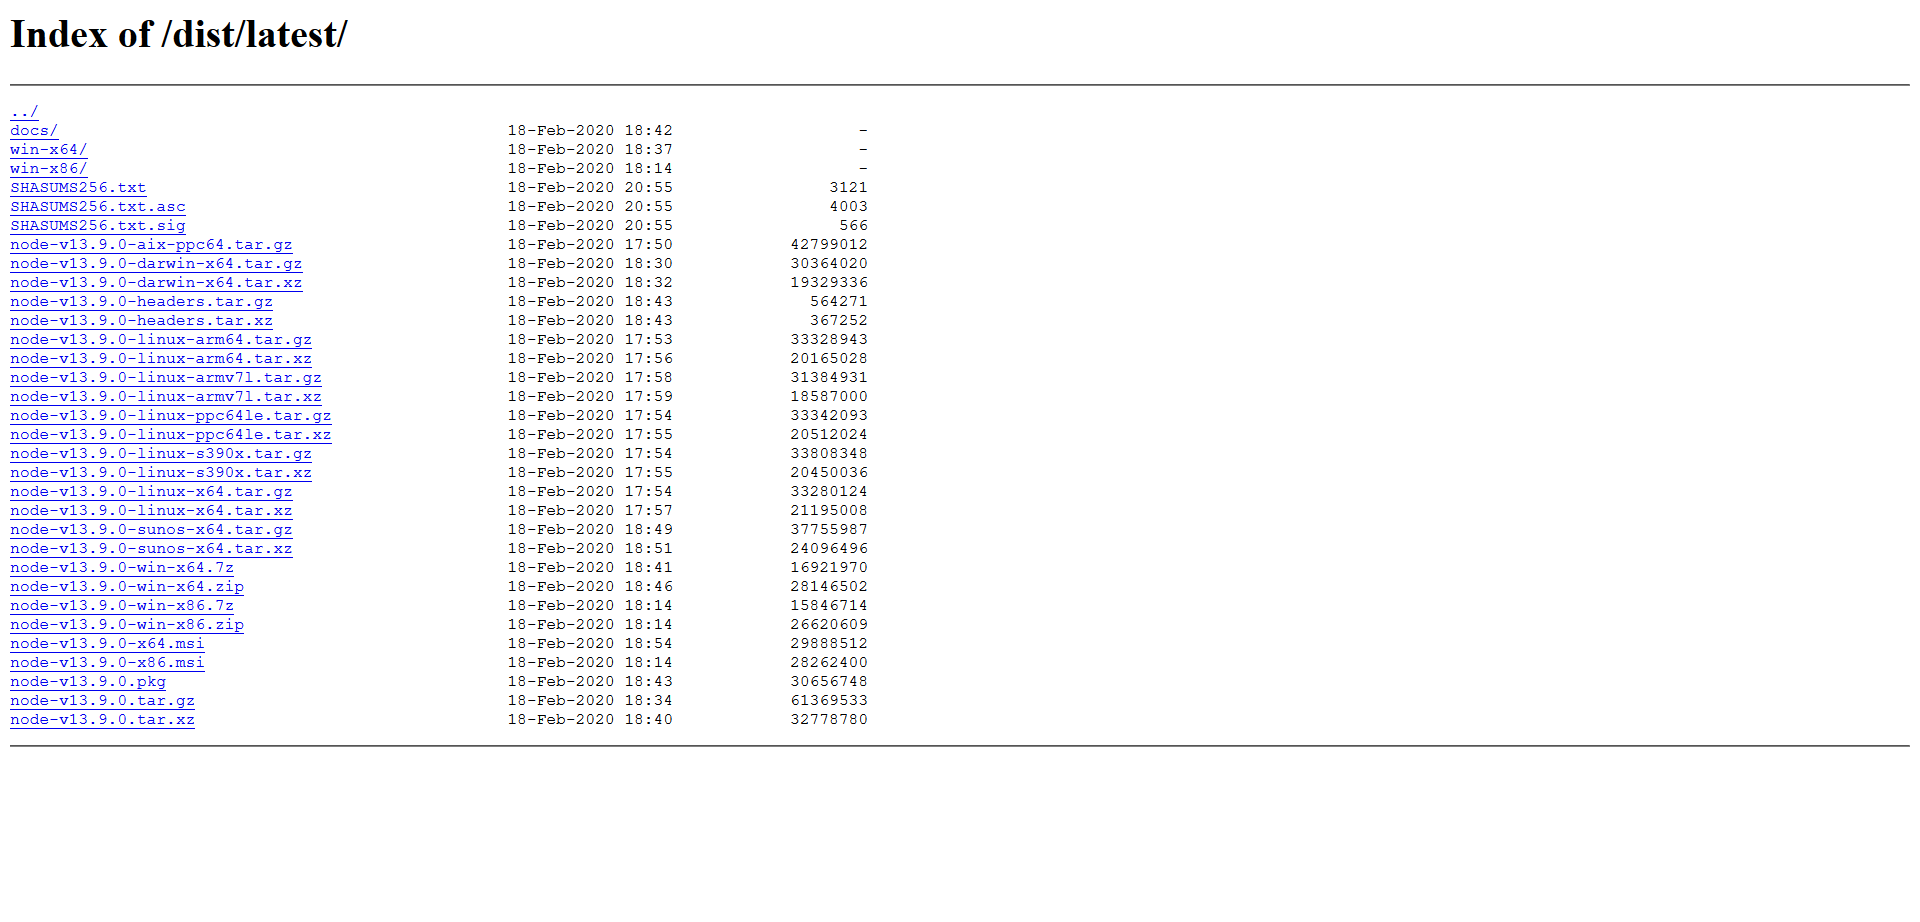 Index of /dist/latest/
../
docs/ 18-Feb-2020 18:42 -
win-x64/ 18-Feb-2020 18:37 -
win-x86/ 18-Feb-2020 18:14 -
SHASUMS256.txt 18-Feb-2020 20:55 3121
SHASUMS256.txt.asc 18-Feb-2020 20:55 4003
SHASUMS256.txt.sig 18-Feb-2020 20:55 566
node-v13.9.0-aix-ppc64.tar.gz 18-Feb-2020 17:50 42799012
node-v13.9.0-darwin-x64.tar.gz 18-Feb-2020 18:30 30364020
node-v13.9.0-darwin-x64.tar.xz 18-Feb-2020 18:32 19329336
node-v13.9.0-headers.tar.gz 18-Feb-2020 18:43 564271
node-v13.9.0-headers.tar.xz 18-Feb-2020 18:43 367252
node-v13.9.0-linux-arm64.tar.gz 18-Feb-2020 17:53 33328943
node-v13.9.0-linux-arm64.tar.xz 18-Feb-2020 17:56 20165028
node-v13.9.0-linux-armv7l.tar.gz 18-Feb-2020 17:58 31384931
node-v13.9.0-linux-armv7l.tar.xz 18-Feb-2020 17:59 18587000
node-v13.9.0-linux-ppc64le.tar.gz 18-Feb-2020 17:54 33342093
node-v13.9.0-linux-ppc64le.tar.xz 18-Feb-2020 17:55 20512024
node-v13.9.0-linux-s390x.tar.gz 18-Feb-2020 17:54 33808348
node-v13.9.0-linux-s390x.tar.xz 18-Feb-2020 17:55 20450036
node-v13.9.0-linux-x64.tar.gz 18-Feb-2020 17:54 33280124
node-v13.9.0-linux-x64.tar.xz 18-Feb-2020 17:57 21195008
node-v13.9.0-sunos-x64.tar.gz 18-Feb-2020 18:49 37755987
node-v13.9.0-sunos-x64.tar.xz 18-Feb-2020 18:51 24096496
node-v13.9.0-win-x64.7z 18-Feb-2020 18:41 16921970
node-v13.9.0-win-x64.zip 18-Feb-2020 18:46 28146502
node-v13.9.0-win-x86.7z 18-Feb-2020 18:14 15846714
node-v13.9.0-win-x86.zip 18-Feb-2020 18:14 26620609
node-v13.9.0-x64.msi 18-Feb-2020 18:54 29888512
node-v13.9.0-x86.msi 18-Feb-2020 18:14 28262400
node-v13.9.0.pkg 18-Feb-2020 18:43 30656748
node-v13.9.0.tar.gz 18-Feb-2020 18:34 61369533
node-v13.9.0.tar.xz 18-Feb-2020 18:40 32778780